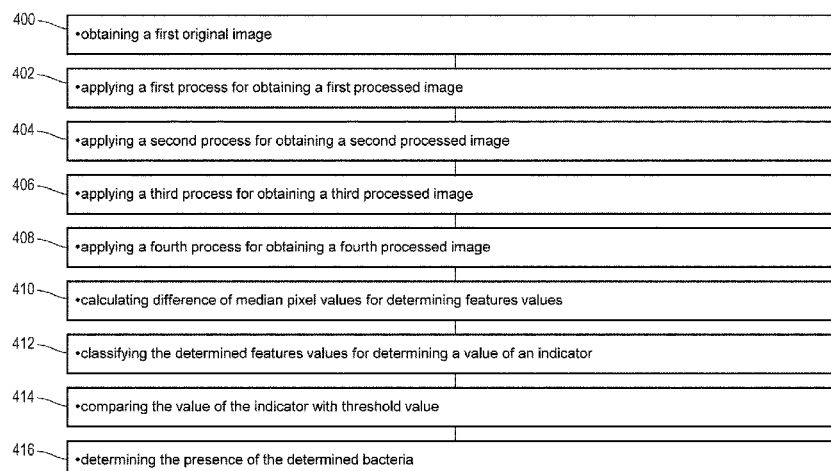 400 •obtaining a first original image
402 •applying a first process for obtaining a first processed image
404 •applying a second process for obtaining a second processed image
406 •applying a third process for obtaining a third processed image
408 •applying a fourth process for obtaining a fourth processed image
410 •calculating difference of median pixel values for determining features values
412 •classifying the determined features values for determining a value of an indicator
414 •comparing the value of the indicator with threshold value
416 •determining the presence of the determined bacteria